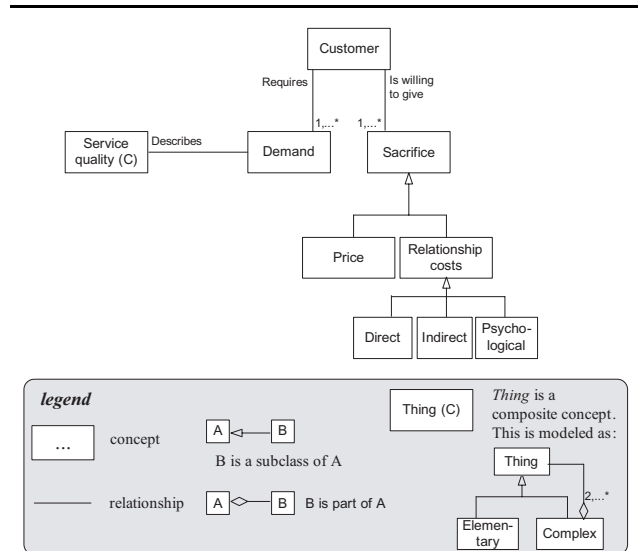 Customer
Requires
Is willing
to give
1,...*
1,...*
Service
quality (C)
Describes
Demand
Sacrifice
Price
Relationship
costs
Direct
Indirect
Psycho-
logical
legend
...
concept
A
B
B is a subclass of A
relationship
A
B
B is part of A
Thing (C)
Thing is a
composite concept.
This is modeled as:
Thing
2,...*
Elemen-
tary
Complex